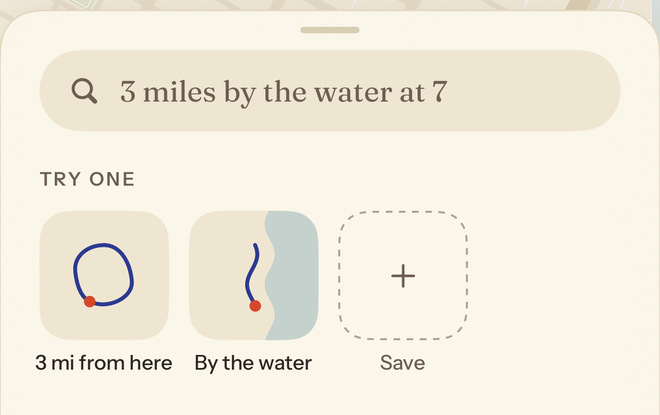 3 miles by the water at 7
TRY ONE
3 mi from here
By the water
Save